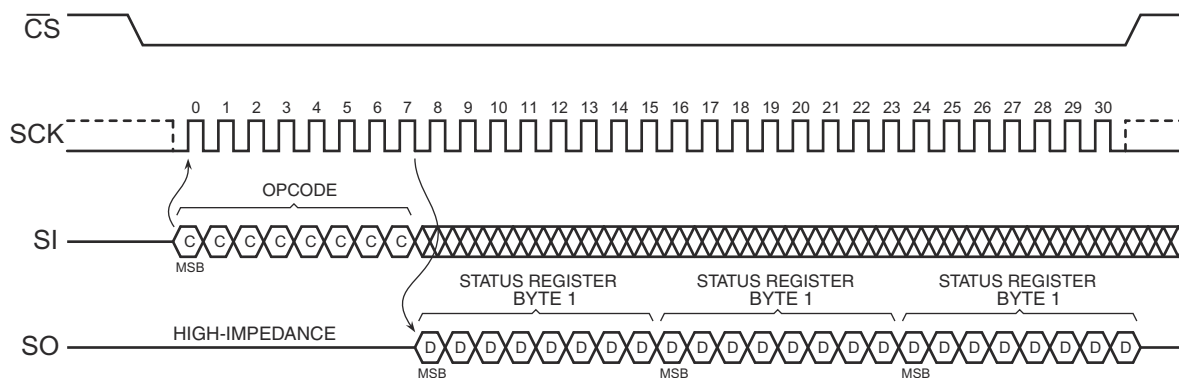 CS
0 1 2 3 4 5 6 7 8 9 10 11 12 13 14 15 16 17 18 19 20 21 22 23 24 25 26 27 28 29 30
SCK
OPCODE
SI C C C C C C C C
MSB
STATUS REGISTER BYTE 1
STATUS REGISTER BYTE 1
STATUS REGISTER BYTE 1
HIGH-IMPEDANCE
SO D D D D D D D D D D D D D D D D D D D D D D D D
MSB MSB MSB